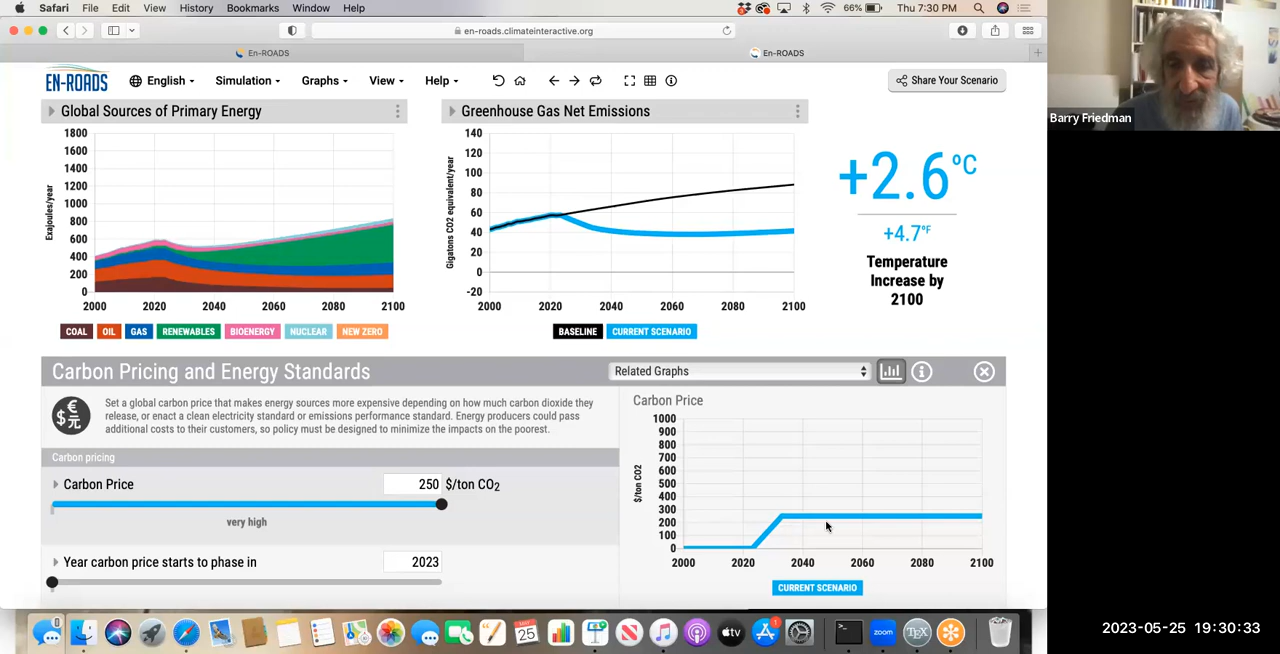 Safari File Edit View History Bookmarks Window Help 66% Thu 7:30 PM
en-roads.climateinteractive.org
En-ROADS En-ROADS
EN-ROADS English Simulation Graphs View Help Share Your Scenario
Barry Friedman
Global Sources of Primary Energy
Exajoules/year
1800
1600
1400
1200
1000
800
600
400
200
0
2000 2020 2040 2060 2080 2100
COAL OIL GAS RENEWABLES BIOENERGY NUCLEAR NEW ZERO
Greenhouse Gas Net Emissions
Gigatons CO2 equivalent/year
140
120
100
80
60
40
20
0
-20
2000 2020 2040 2060 2080 2100
BASELINE CURRENT SCENARIO
+2.6 °C
+4.7°F
Temperature
Increase by
2100
Carbon Pricing and Energy Standards
Related Graphs
Set a global carbon price that makes energy sources more expensive depending on how much carbon dioxide they
release, or enact a clean electricity standard or emissions performance standard. Energy producers could pass
additional costs to their customers, so policy must be designed to minimize the impacts on the poorest.
$€元
Carbon pricing
Carbon Price 250 $/ton CO2
very high
Year carbon price starts to phase in 2023
Carbon Price
$/ton CO2
1000
900
800
700
600
500
400
300
200
100
0
2000 2020 2040 2060 2080 2100
CURRENT SCENARIO
MAY
25
tv
1
zoom
TEX
2023-05-25 19:30:33